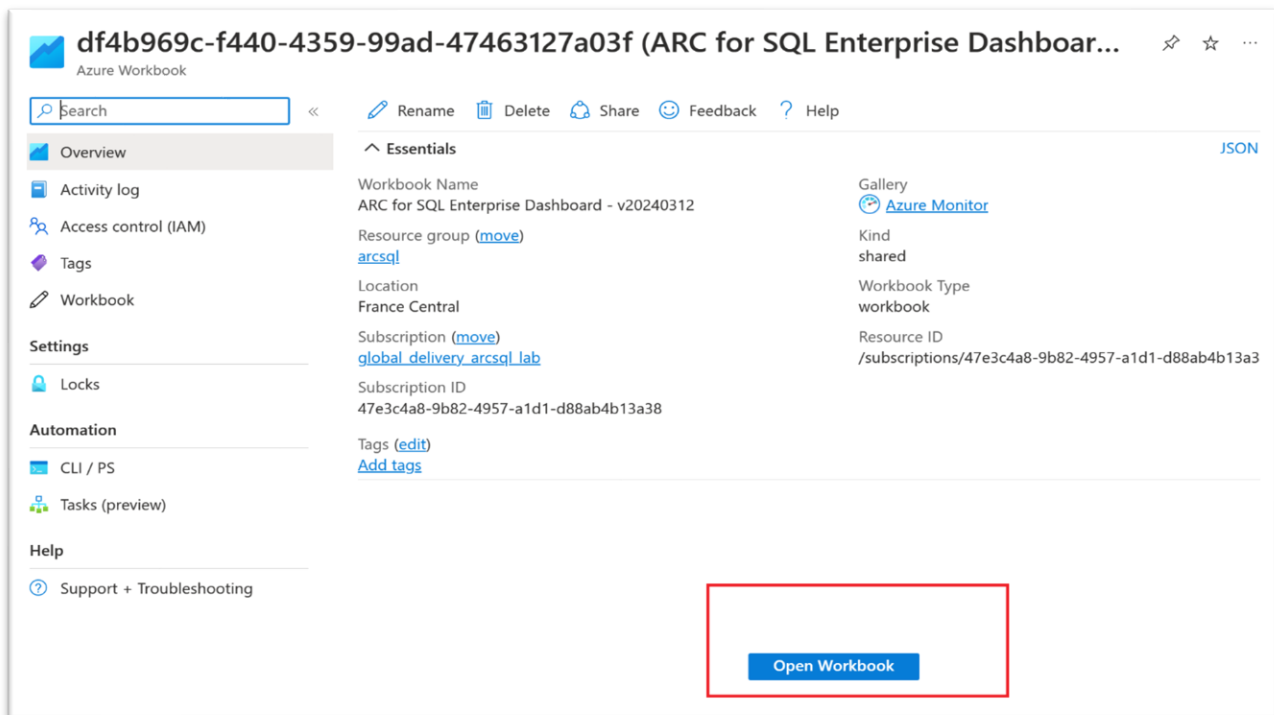 df4b969c-f440-4359-99ad-47463127a03f (ARC for SQL Enterprise Dashboar...
Azure Workbook
Search
«
Rename Delete Share Feedback ? Help
Overview
Activity log
Access control (IAM)
Tags
Workbook
Settings
Locks
Automation
CLI / PS
Tasks (preview)
Help
Support + Troubleshooting
Essentials
JSON
Workbook Name
ARC for SQL Enterprise Dashboard - v20240312
Resource group (move)
arcsql
Location
France Central
Subscription (move)
global_delivery_arcsql_lab
Subscription ID
47e3c4a8-9b82-4957-a1d1-d88ab4b13a38
Tags (edit)
Add tags
Gallery
Azure Monitor
Kind
shared
Workbook Type
workbook
Resource ID
/subscriptions/47e3c4a8-9b82-4957-a1d1-d88ab4b13a3
Open Workbook